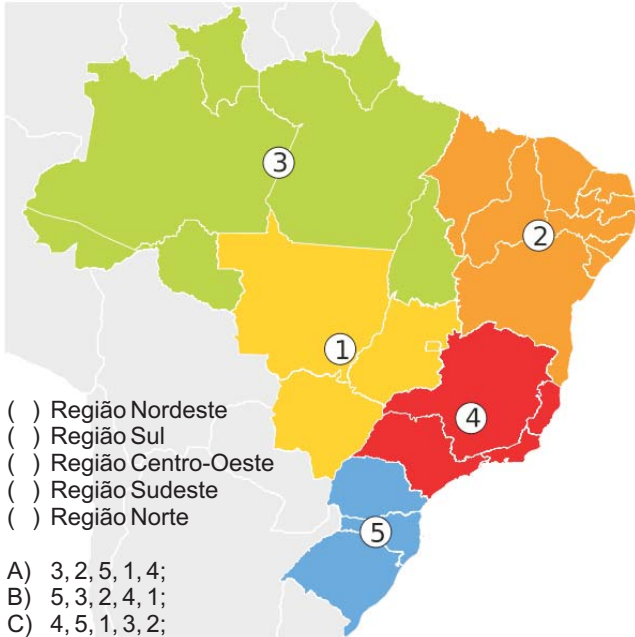 3
2
1
4
5
( ) Região Nordeste
( ) Região Sul
( ) Região Centro-Oeste
( ) Região Sudeste
( ) Região Norte
A) 3, 2, 5, 1, 4;
B) 5, 3, 2, 4, 1;
C) 4, 5, 1, 3, 2;